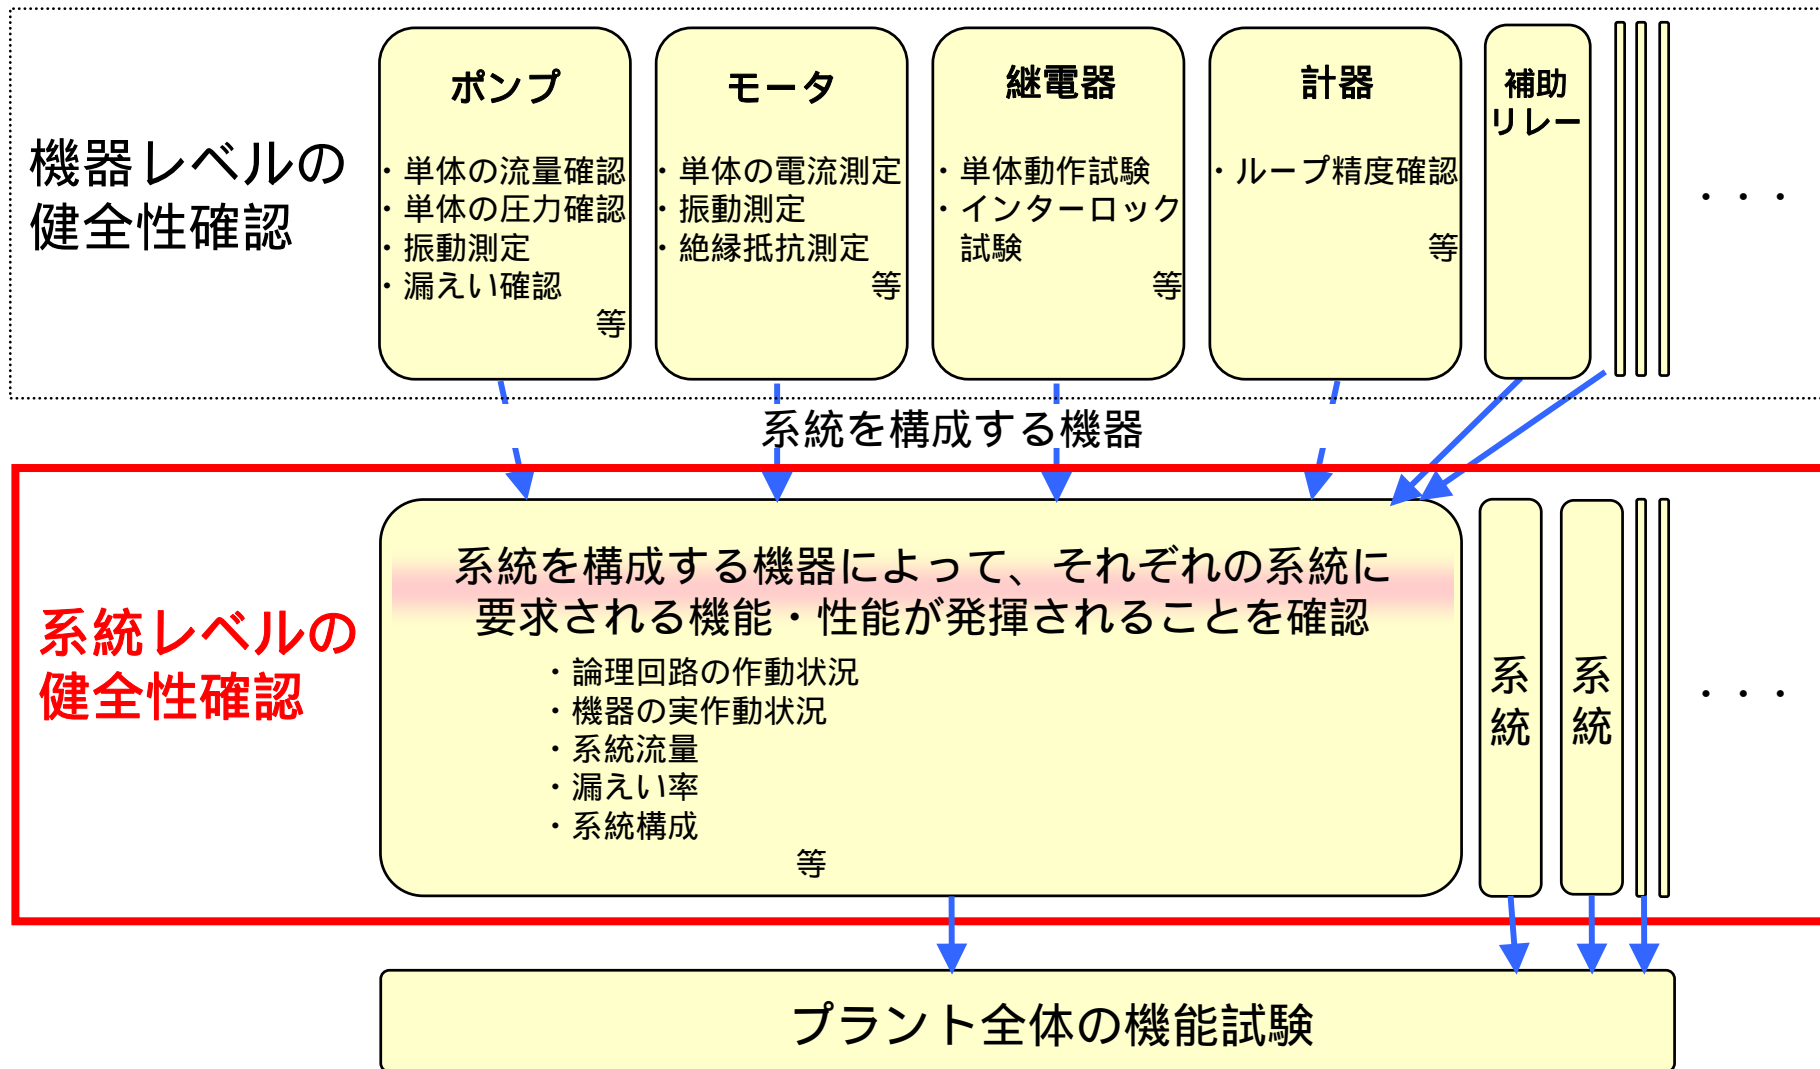 機器レベルの
健全性確認
ポンプ
・単体の流量確認
・単体の圧力確認
・振動測定
・漏えい確認
等
モータ
・単体の電流測定
・振動測定
・絶縁抵抗測定
等
継電器
・単体動作試験
・インターロック
試験
等
計器
・ループ精度確認
等
補助
リレー
・・・
系統を構成する機器
系統レベルの
健全性確認
系統を構成する機器によって、それぞれの系統に
要求される機能・性能が発揮されることを確認
・論理回路の作動状況
・機器の実作動状況
・系統流量
・漏えい率
・系統構成
等
系統
系統
・・・
プラント全体の機能試験